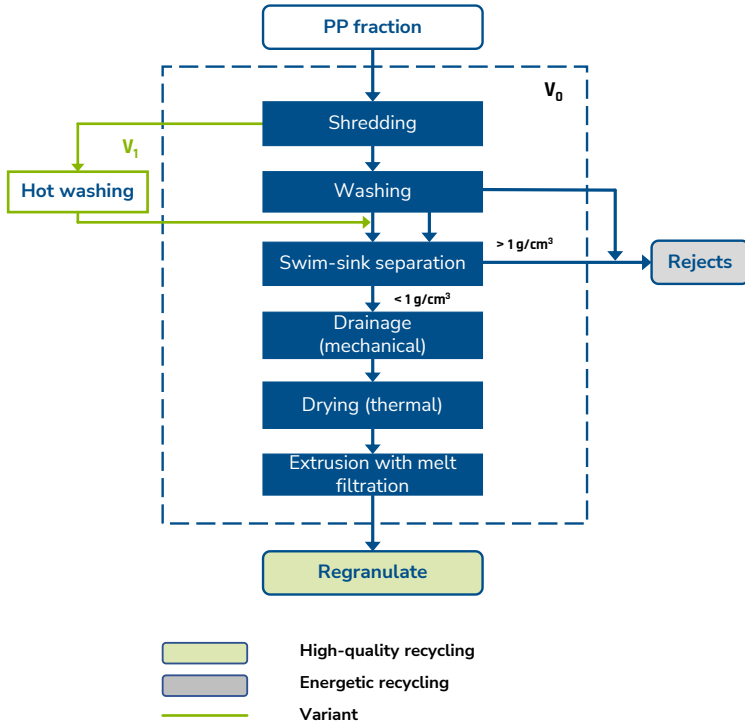 PP fraction
V₀
Shredding
V₁
Hot washing
Washing
> 1 g/cm³
Swim-sink separation
Rejects
< 1 g/cm³
Drainage
(mechanical)
Drying (thermal)
Extrusion with melt
filtration
Regranulate
High-quality recycling
Energetic recycling
Variant